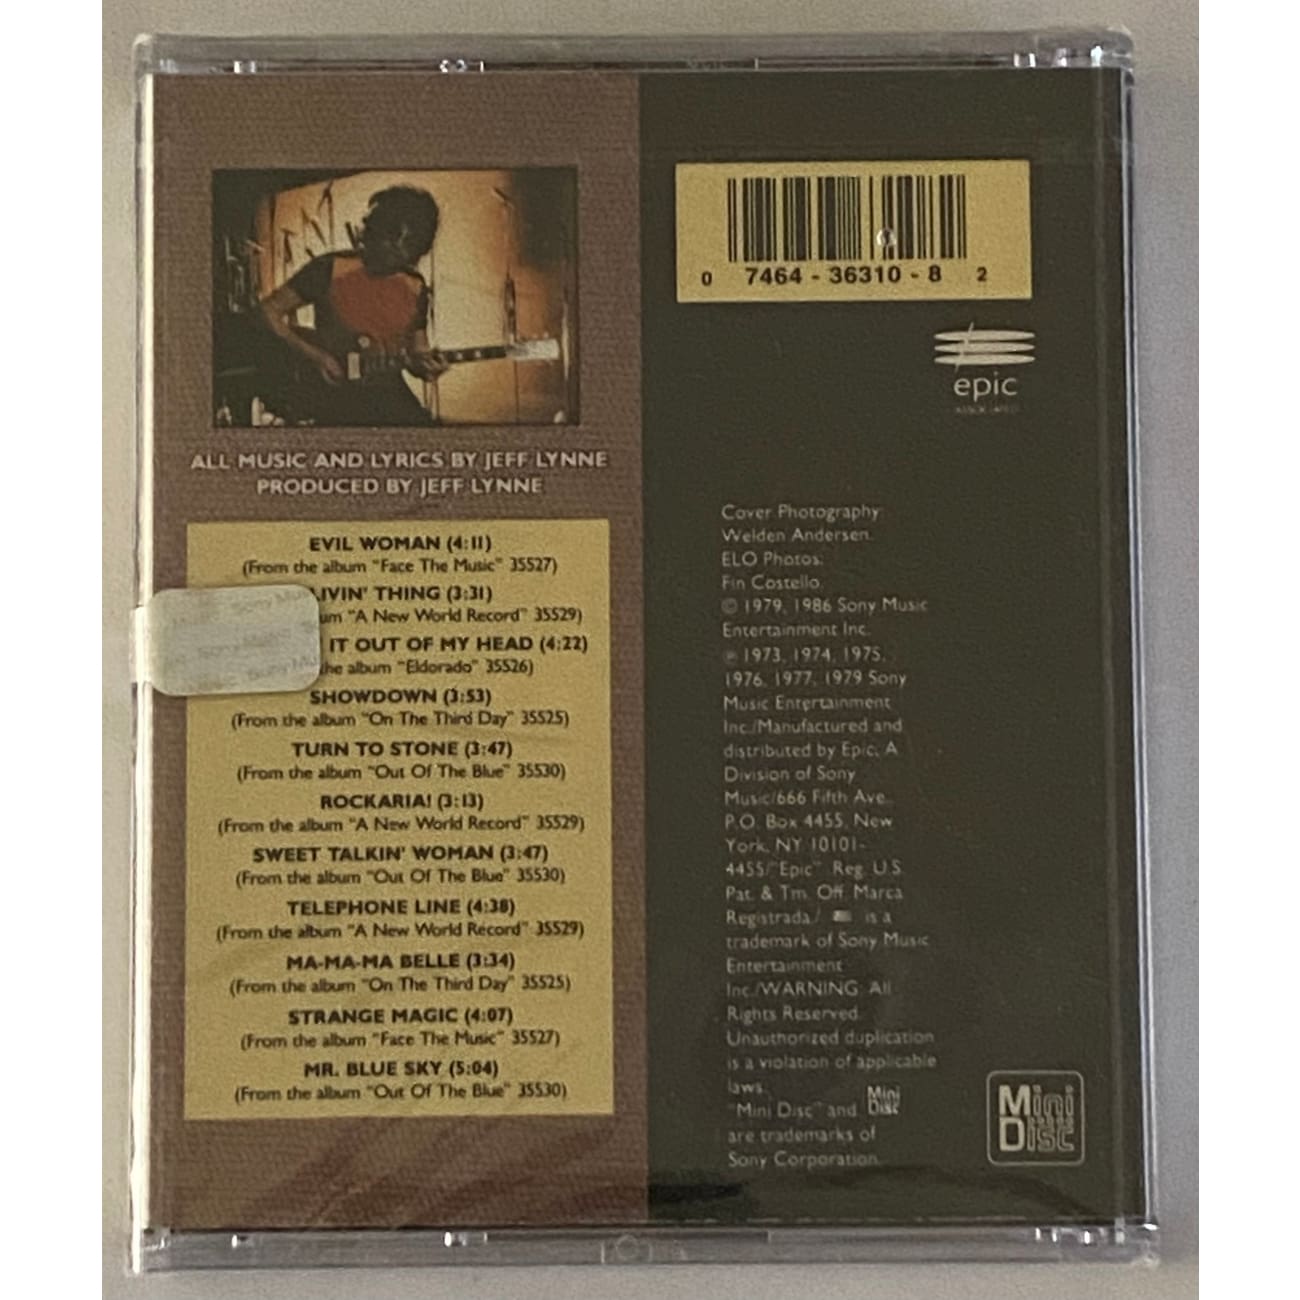 ALL MUSIC AND LYRICS BY JEFF LYNNE
PRODUCED BY JEFF LYNNE
EVIL WOMAN (4:11)
(From the album "Face The Music" 35527)
LIVIN' THING (3:31)
um "A New World Record" 35529)
IT OUT OF MY HEAD (4:22)
the album "Eldorado" 35526)
SHOWDOWN (3:53)
(From the album "On The Third Day" 35525)
TURN TO STONE (3:47)
(From the album "Out Of The Blue" 35530)
ROCKARIA! (3:13)
(From the album "A New World Record" 35529)
SWEET TALKIN' WOMAN (3:47)
(From the album "Out Of The Blue" 35530)
TELEPHONE LINE (4:38)
(From the album "A New World Record" 35529)
MA-MA-MA BELLE (3:34)
(From the album "On The Third Day" 35525)
STRANGE MAGIC (4:07)
(From the album "Face The Music" 35527)
MR. BLUE SKY (5:04)
(From the album "Out Of The Blue" 35530)
Sony Mu
0 7464 - 36310 - 8 2
epic
ASSOCIATED
Cover Photography:
Welden Andersen.
ELO Photos:
Fin Costello.
© 1979, 1986 Sony Music
Entertainment Inc.
℗ 1973, 1974, 1975,
1976, 1977, 1979 Sony
Music Entertainment
Inc./Manufactured and
distributed by Epic, A
Division of Sony
Music/666 Fifth Ave.,
P.O. Box 4455, New
York, NY 10101-
4455/"Epic" Reg. U.S.
Pat. & Tm. Off. Marca
Registrada./ is a
trademark of Sony Music
Entertainment
Inc./WARNING: All
Rights Reserved.
Unauthorized duplication
is a violation of applicable
laws.
"Mini Disc" and Mini Disc
are trademarks of
Sony Corporation.
Mini
Disc